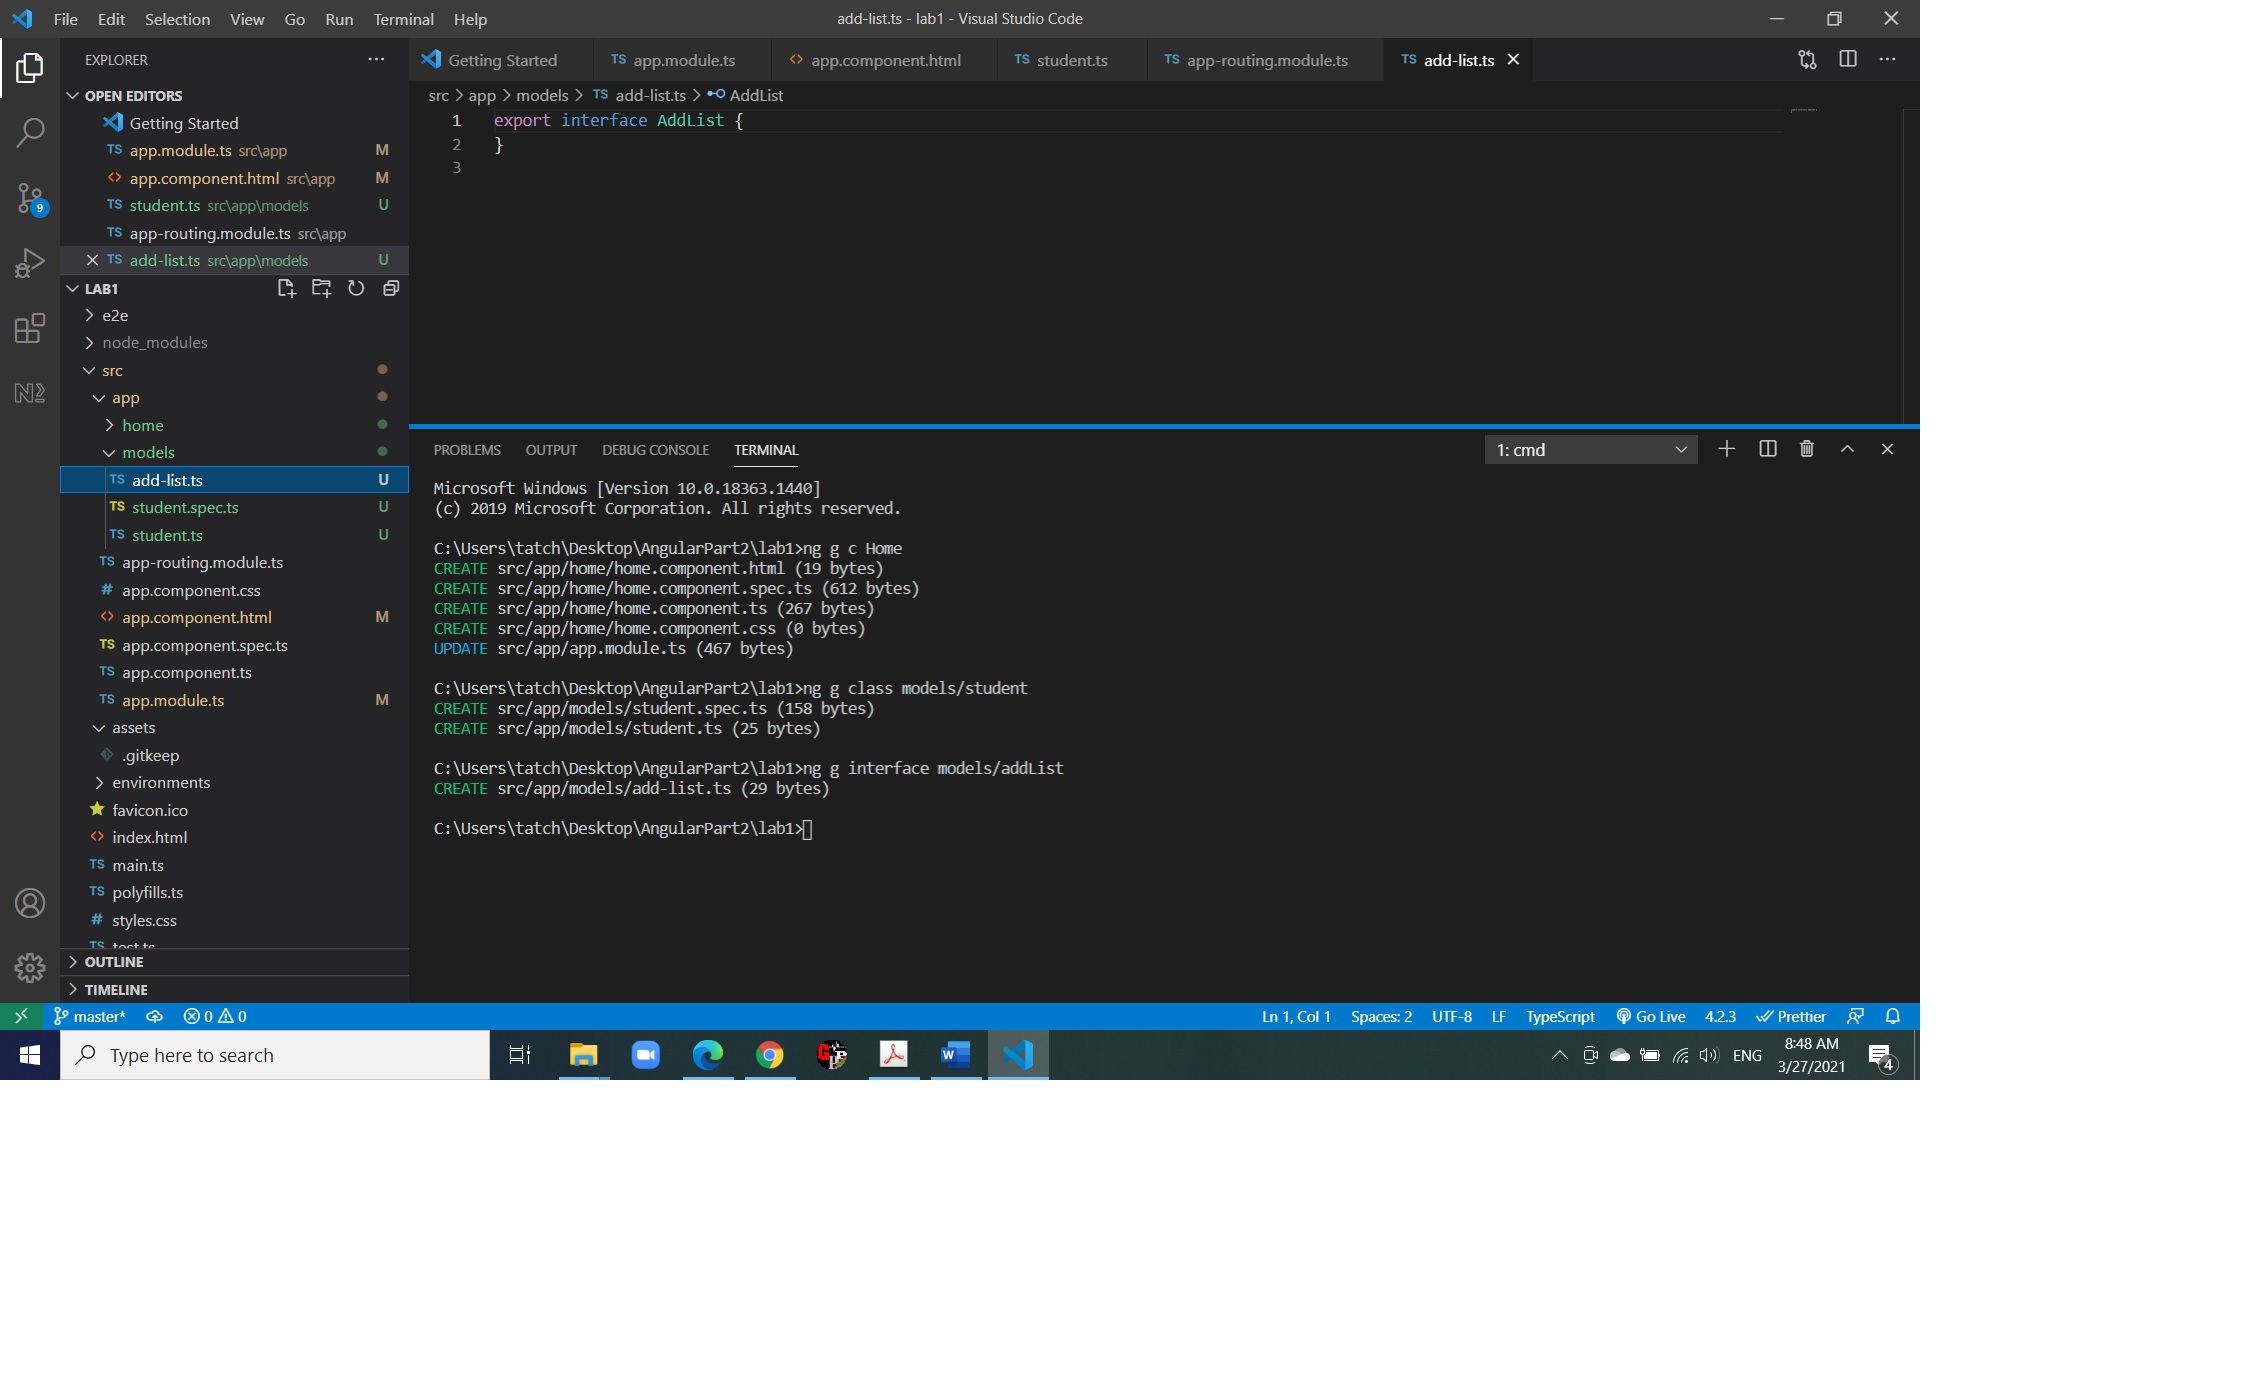 File Edit Selection View Go Run Terminal Help
add-list.ts - lab1 - Visual Studio Code
EXPLORER
OPEN EDITORS
Getting Started
TS app.module.ts src\app M
<> app.component.html src\app M
TS student.ts src\app\models U
TS app-routing.module.ts src\app
TS add-list.ts src\app\models U
LAB1
e2e
node_modules
src
app
home
models
TS add-list.ts U
TS student.spec.ts U
TS student.ts U
TS app-routing.module.ts
# app.component.css
<> app.component.html M
TS app.component.spec.ts
TS app.component.ts
TS app.module.ts M
assets
.gitkeep
environments
favicon.ico
<> index.html
TS main.ts
TS polyfills.ts
# styles.css
TS test.ts
OUTLINE
TIMELINE
9
Getting Started
TS app.module.ts
<> app.component.html
TS student.ts
TS app-routing.module.ts
TS add-list.ts
src > app > models > TS add-list.ts > AddList
1 export interface AddList {
2 }
3
PROBLEMS OUTPUT DEBUG CONSOLE TERMINAL
1: cmd
Microsoft Windows [Version 10.0.18363.1440]
(c) 2019 Microsoft Corporation. All rights reserved.
C:\Users\tatch\Desktop\AngularPart2\lab1>ng g c Home
CREATE src/app/home/home.component.html (19 bytes)
CREATE src/app/home/home.component.spec.ts (612 bytes)
CREATE src/app/home/home.component.ts (267 bytes)
CREATE src/app/home/home.component.css (0 bytes)
UPDATE src/app/app.module.ts (467 bytes)
C:\Users\tatch\Desktop\AngularPart2\lab1>ng g class models/student
CREATE src/app/models/student.spec.ts (158 bytes)
CREATE src/app/models/student.ts (25 bytes)
C:\Users\tatch\Desktop\AngularPart2\lab1>ng g interface models/addList
CREATE src/app/models/add-list.ts (29 bytes)
C:\Users\tatch\Desktop\AngularPart2\lab1>
master* 0 0
Ln 1, Col 1 Spaces: 2 UTF-8 LF TypeScript Go Live 4.2.3 Prettier
Type here to search
ENG
8:48 AM
3/27/2021
4